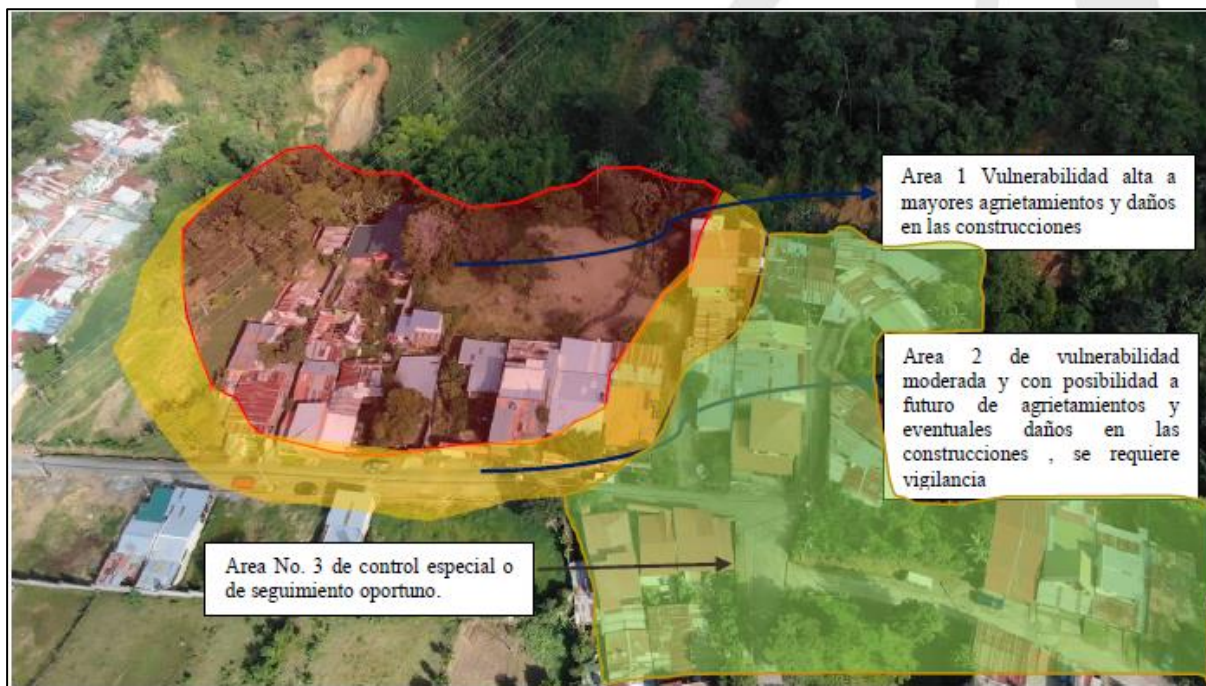 Area 1 Vulnerabilidad alta a
mayores agrietamientos y daños
en las construcciones
Area 2 de vulnerabilidad
moderada y con posibilidad a
futuro de agrietamientos y
eventuales daños en las
construcciones , se requiere
vigilancia
Area No. 3 de control especial o
de seguimiento oportuno.